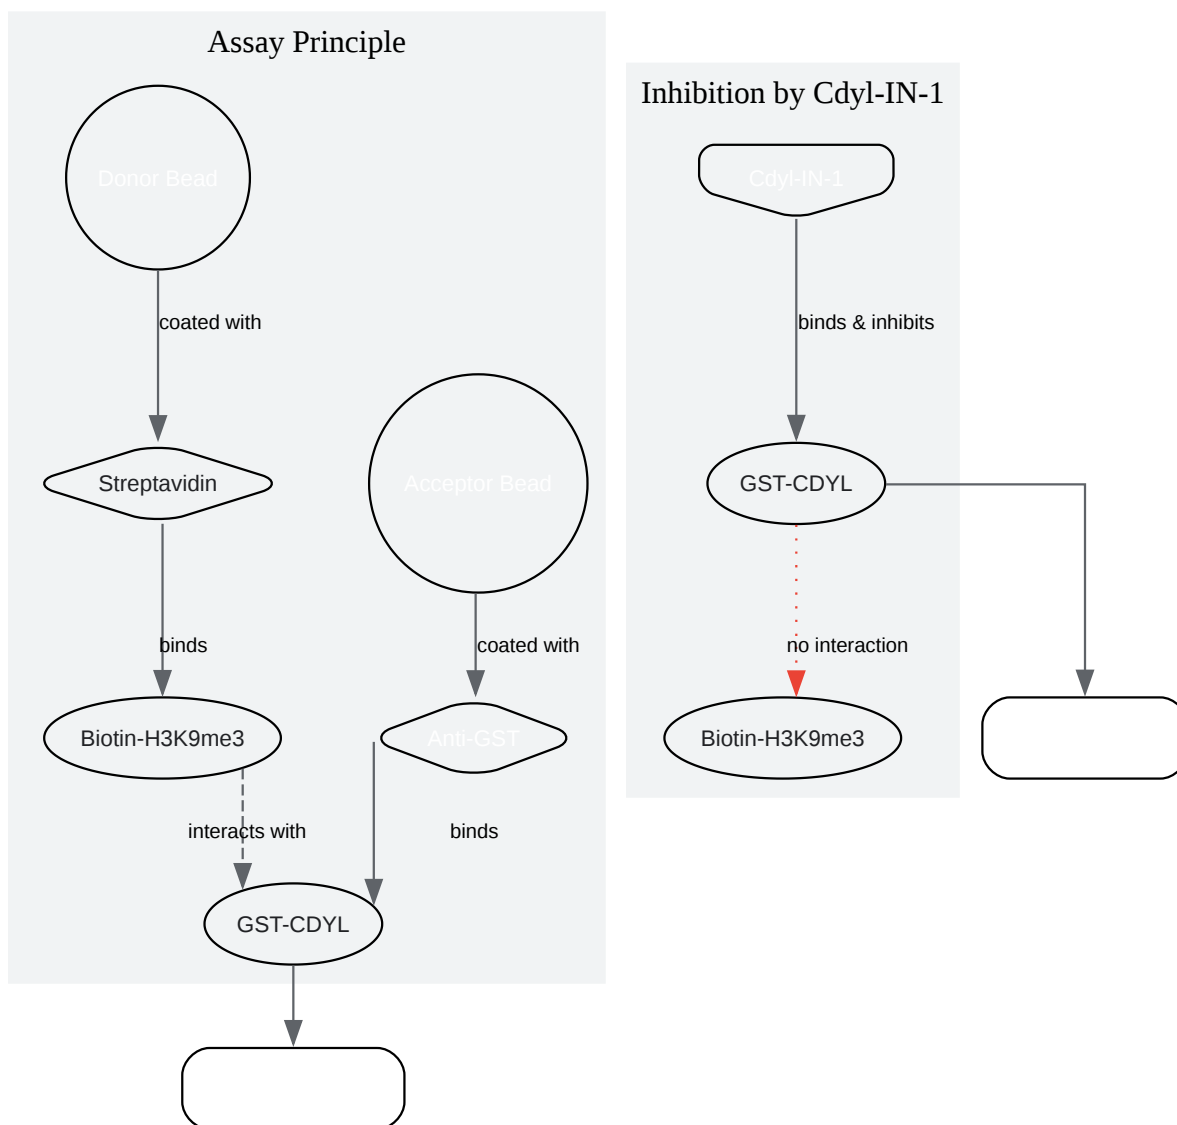 Assay Principle
Donor Bead
coated with
Streptavidin
Acceptor Bead
binds
coated with
Biotin-H3K9me3
Anti-GST
interacts with
binds
GST-CDYL
Inhibition by Cdyl-IN-1
Cdyl-IN-1
binds & inhibits
GST-CDYL
no interaction
Biotin-H3K9me3